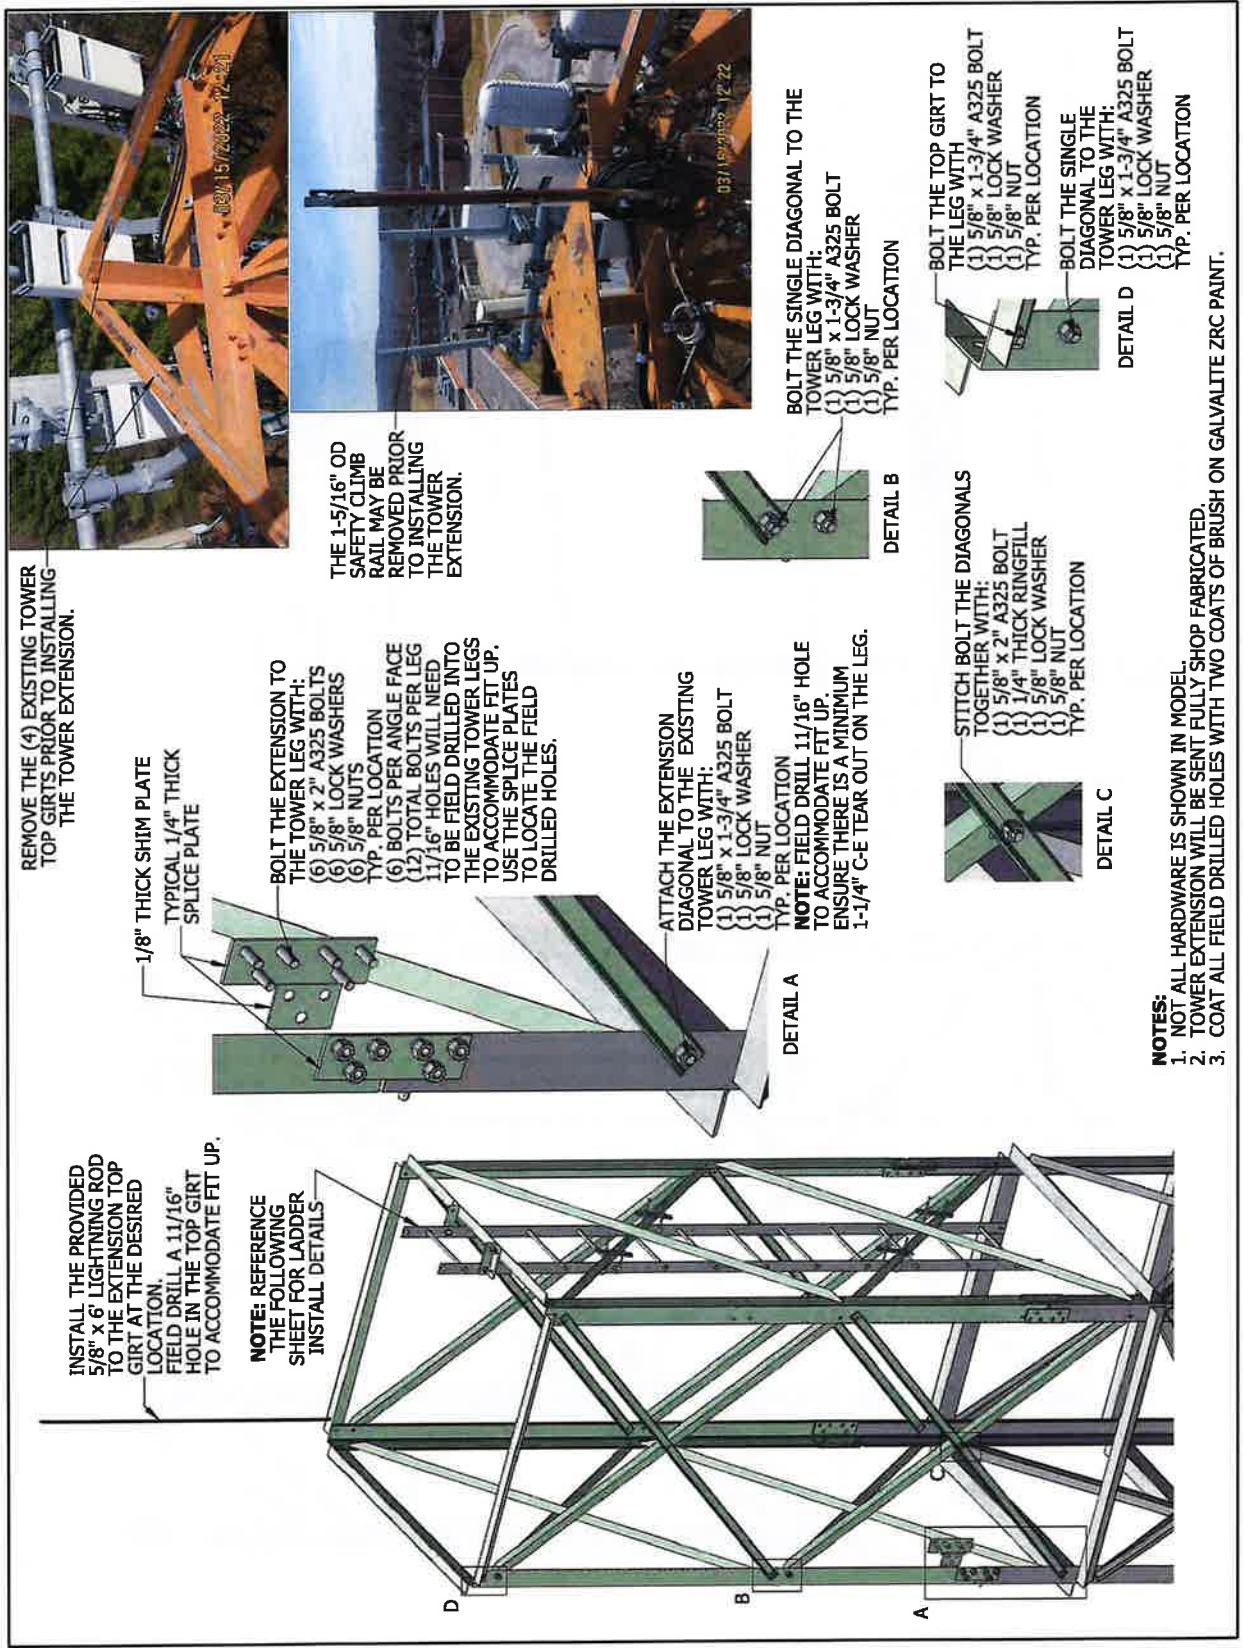 REMOVE THE (4) EXISTING TOWER
TOP GIRTS PRIOR TO INSTALLING
THE TOWER EXTENSION.
03/15/2022 12:21
THE 1-5/16" OD
SAFETY CLIMB
RAIL MAY BE
REMOVED PRIOR
TO INSTALLING
THE TOWER
EXTENSION.
INSTALL THE PROVIDED
5/8" x 6' LIGHTNING ROD
TO THE EXTENSION TOP
GIRT AT THE DESIRED
LOCATION.
FIELD DRILL A 11/16"
HOLE IN THE TOP GIRT
TO ACCOMMODATE FIT UP.
NOTE: REFERENCE
THE FOLLOWING
SHEET FOR LADDER
INSTALL DETAILS
D
B
A
C
1/8" THICK SHIM PLATE
TYPICAL 1/4" THICK
SPLICE PLATE
BOLT THE EXTENSION TO
THE TOWER LEG WITH:
(6) 5/8" x 2" A325 BOLTS
(6) 5/8" LOCK WASHERS
(6) 5/8" NUTS
TYP. PER LOCATION
(6) BOLTS PER ANGLE FACE
(12) TOTAL BOLTS PER LEG
11/16" HOLES WILL NEED
TO BE FIELD DRILLED INTO
THE EXISTING TOWER LEGS
TO ACCOMMODATE FIT UP.
USE THE SPLICE PLATES
TO LOCATE THE FIELD
DRILLED HOLES.
ATTACH THE EXTENSION
DIAGONAL TO THE EXISTING
TOWER LEG WITH:
(1) 5/8" x 1-3/4" A325 BOLT
(1) 5/8" LOCK WASHER
(1) 5/8" NUT
TYP. PER LOCATION
NOTE: FIELD DRILL 11/16" HOLE
TO ACCOMMODATE FIT UP.
ENSURE THERE IS A MINIMUM
1-1/4" C-E TEAR OUT ON THE LEG.
DETAIL A
BOLT THE SINGLE DIAGONAL TO THE
TOWER LEG WITH:
(1) 5/8" x 1-3/4" A325 BOLT
(1) 5/8" LOCK WASHER
(1) 5/8" NUT
TYP. PER LOCATION
DETAIL B
STITCH BOLT THE DIAGONALS
TOGETHER WITH:
(1) 5/8" x 2" A325 BOLT
(1) 1/4" THICK RINGFILL
(1) 5/8" LOCK WASHER
(1) 5/8" NUT
TYP. PER LOCATION
DETAIL C
BOLT THE TOP GIRT TO
THE LEG WITH
(1) 5/8" x 1-3/4" A325 BOLT
(1) 5/8" LOCK WASHER
(1) 5/8" NUT
TYP. PER LOCATION
BOLT THE SINGLE
DIAGONAL TO THE
TOWER LEG WITH:
(1) 5/8" x 1-3/4" A325 BOLT
(1) 5/8" LOCK WASHER
(1) 5/8" NUT
TYP. PER LOCATION
DETAIL D
NOTES:
1. NOT ALL HARDWARE IS SHOWN IN MODEL.
2. TOWER EXTENSION WILL BE SENT FULLY SHOP FABRICATED.
3. COAT ALL FIELD DRILLED HOLES WITH TWO COATS OF BRUSH ON GALVALITE ZRC PAINT.